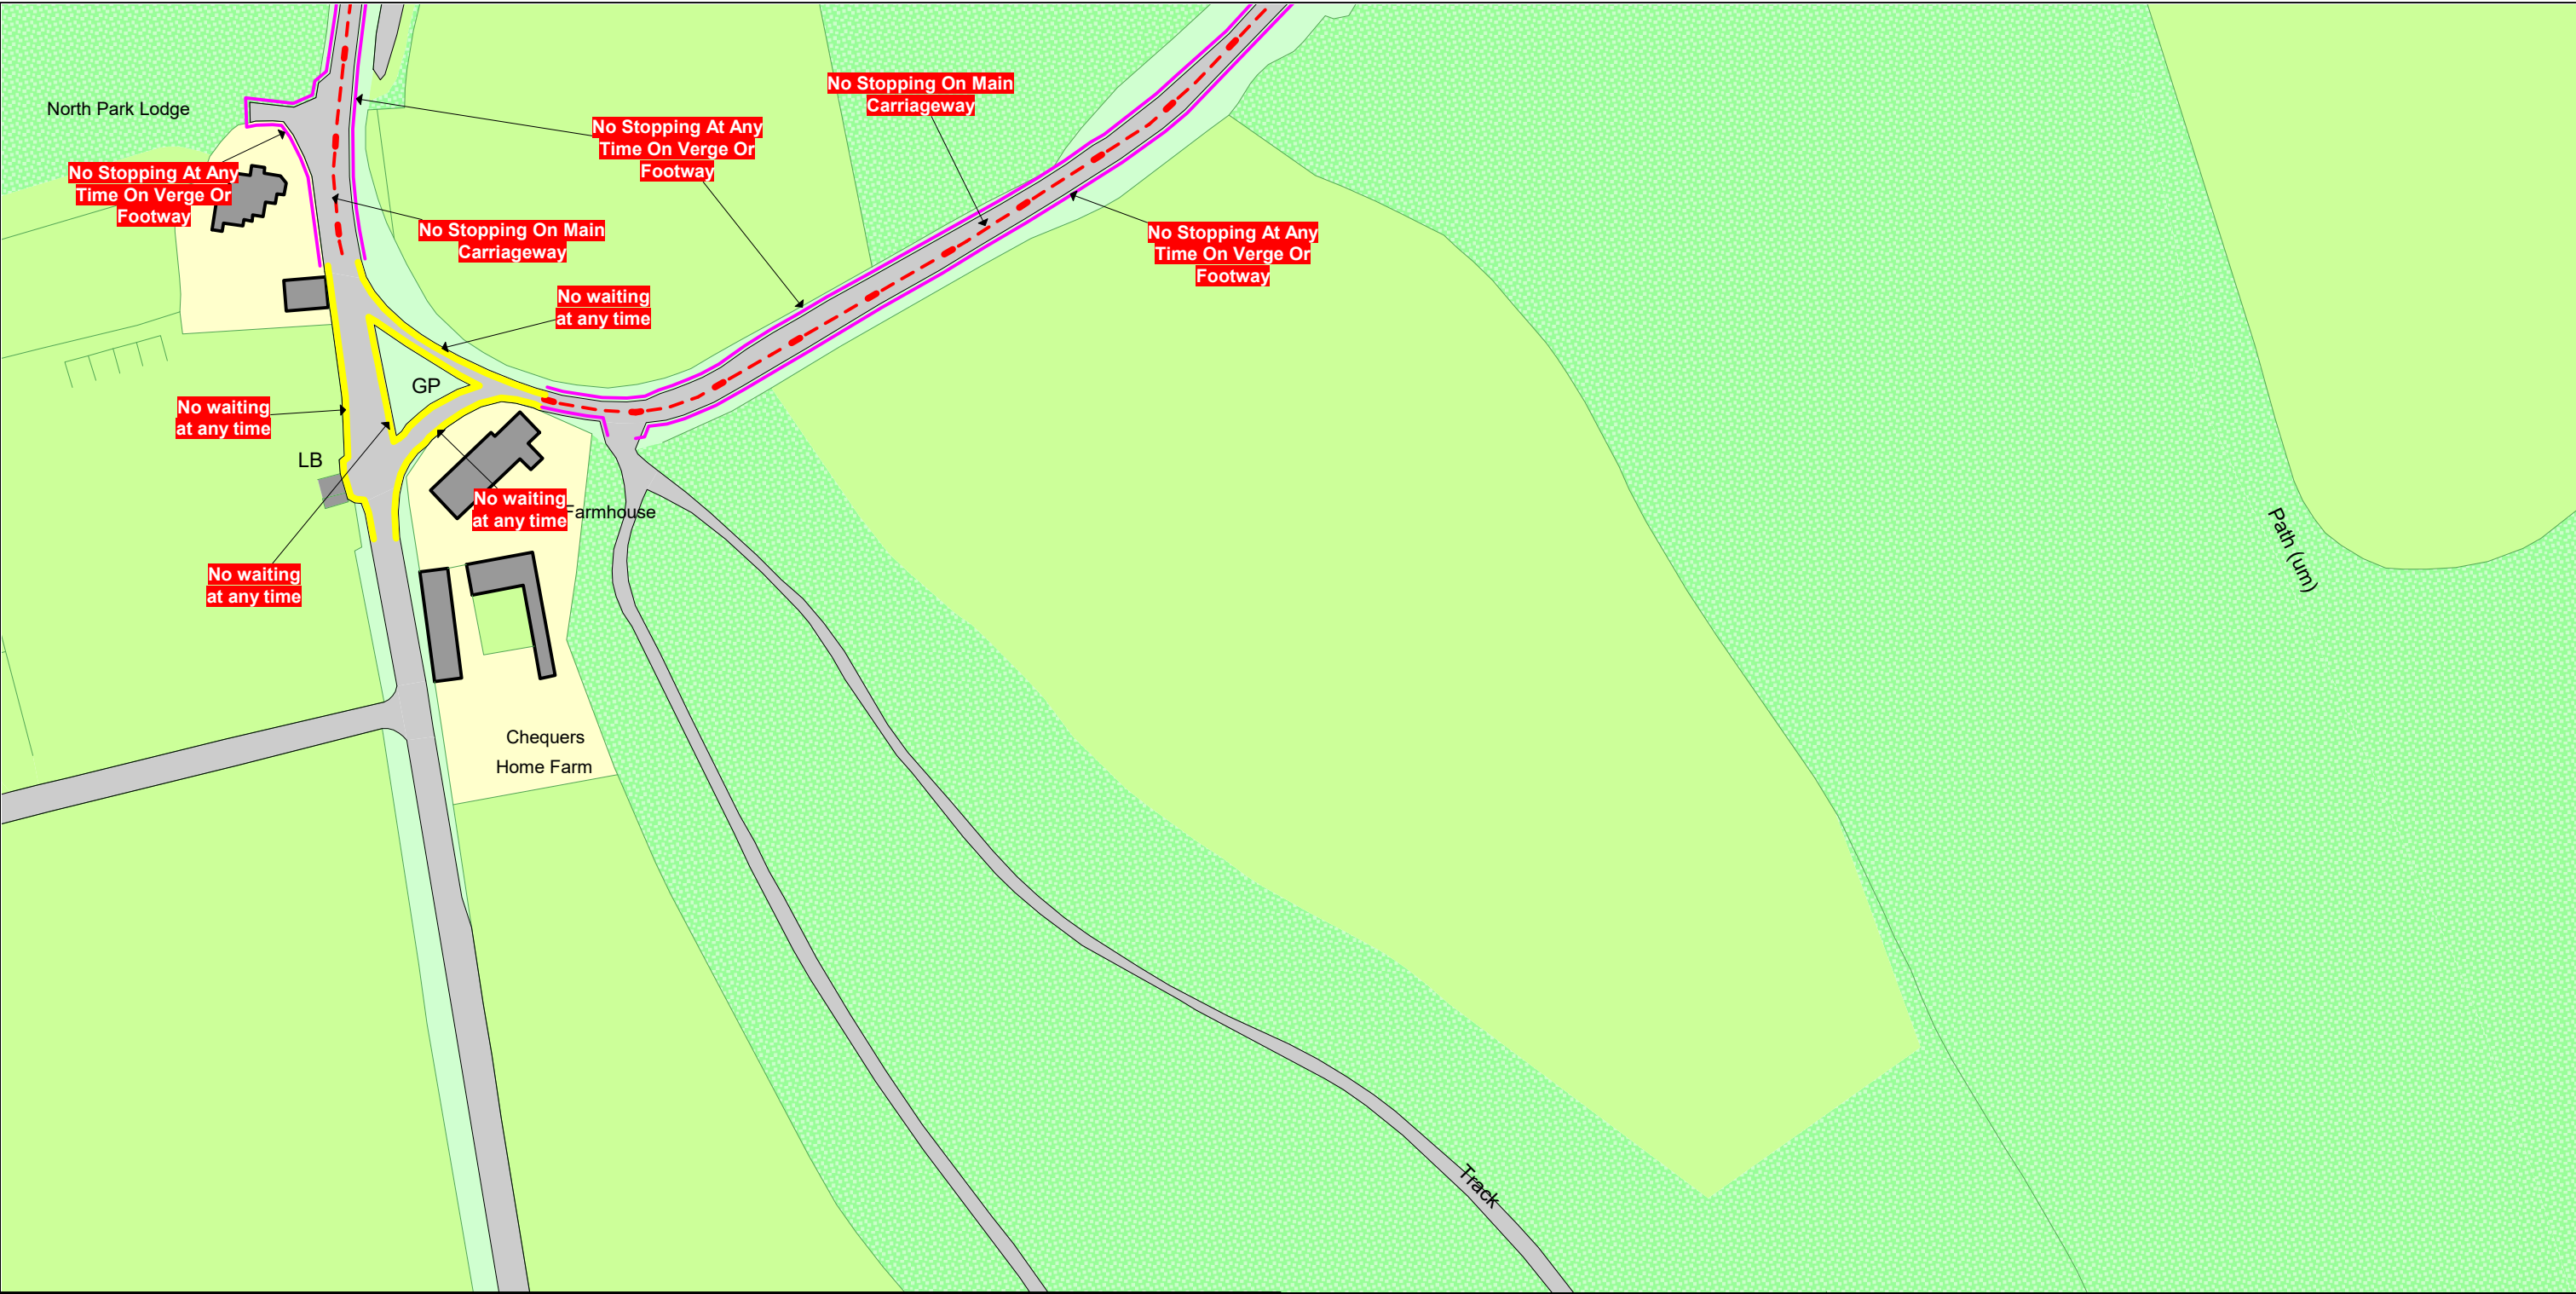 North Park Lodge
No Stopping At Any
Time On Verge Or
Footway
No Stopping On Main
Carriageway
No Stopping At Any
Time On Verge Or
Footway
No Stopping On Main
Carriageway
No Stopping At Any
Time On Verge Or
Footway
No waiting
at any time
GP
No waiting
at any time
LB
No waiting
at any time
Farmhouse
No waiting
at any time
Chequers
Home Farm
Path (um)
Track